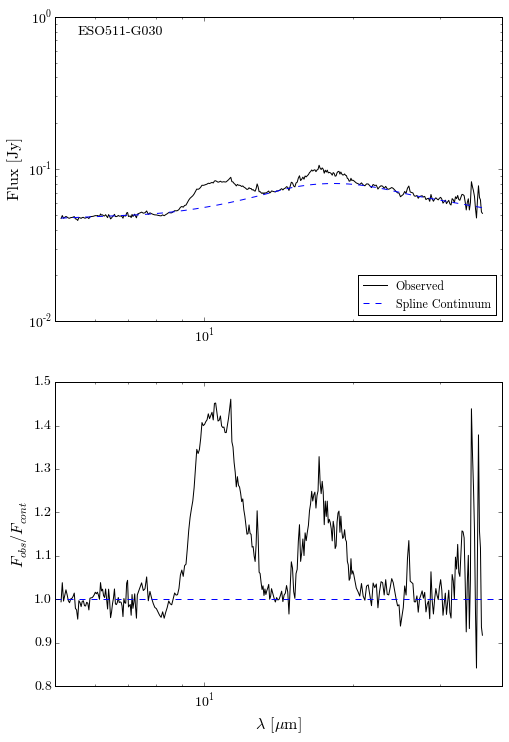 10^0
ESO511-G030
Flux [Jy]
10^-1
Observed
Spline Continuum
10^-2
10^1
1.5
1.4
1.3
1.2
F_obs/F_cont
1.1
1.0
0.9
0.8
10^1
λ [μm]